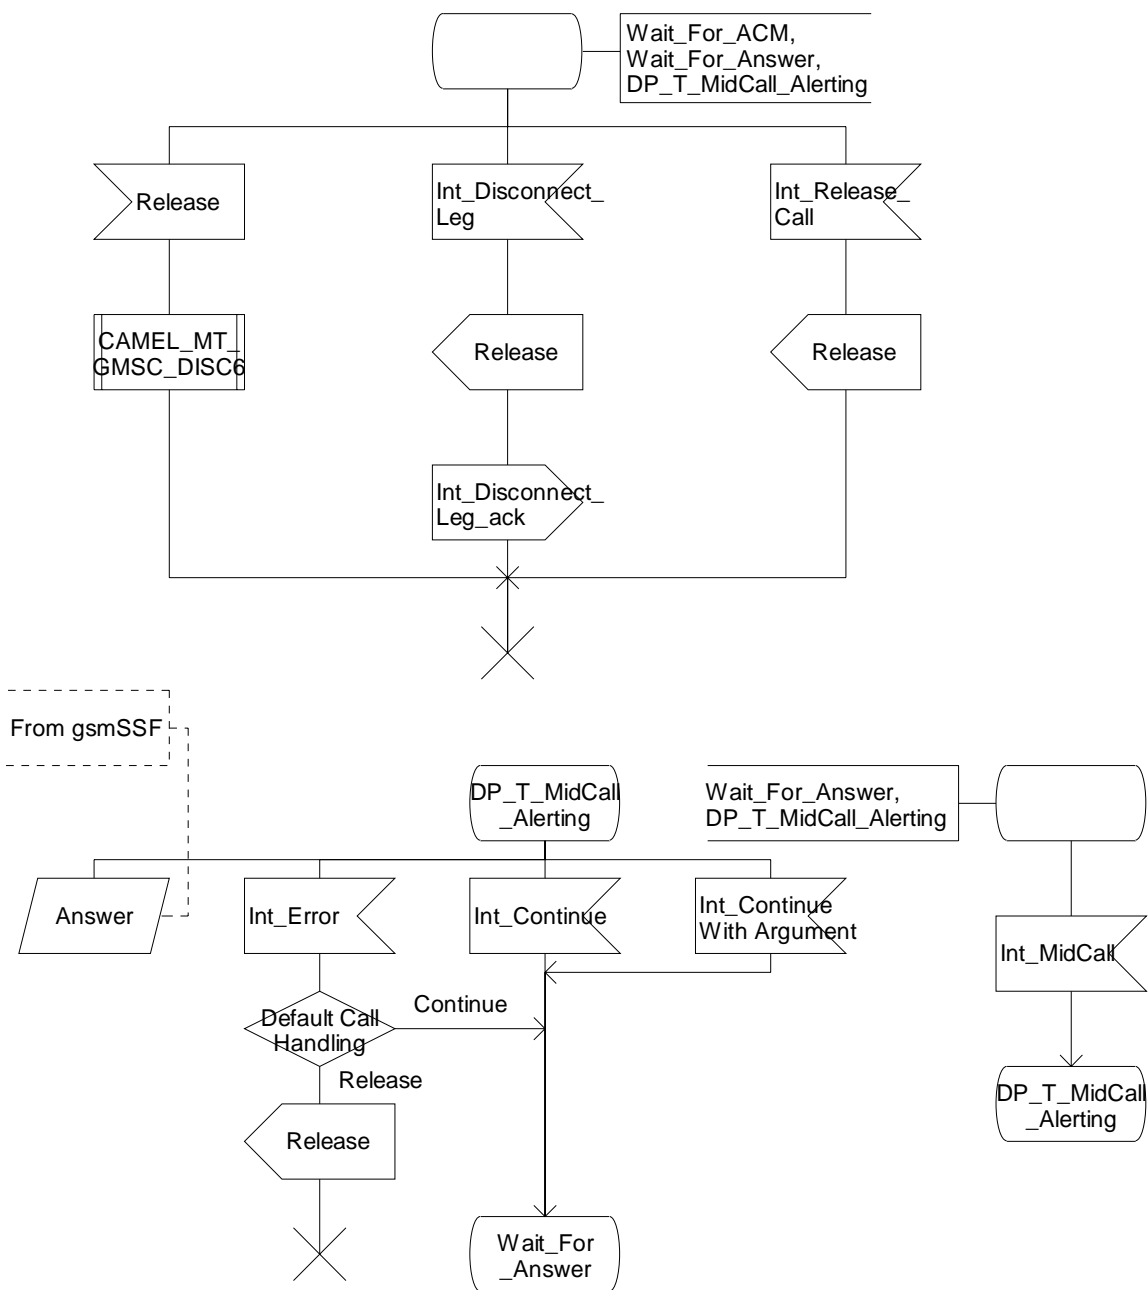 Wait_For_ACM,
Wait_For_Answer,
DP_T_MidCall_Alerting
Release
Int_Disconnect_
Leg
Int_Release_
Call
CAMEL_MT_
GMSC_DISC6
Release
Release
Int_Disconnect_
Leg_ack
From gsmSSF
DP_T_MidCall
_Alerting
Wait_For_Answer,
DP_T_MidCall_Alerting
Answer
Int_Error
Int_Continue
Int_Continue
With Argument
Int_MidCall
Default Call
Handling
Continue
Release
Release
DP_T_MidCall
_Alerting
Wait_For
_Answer